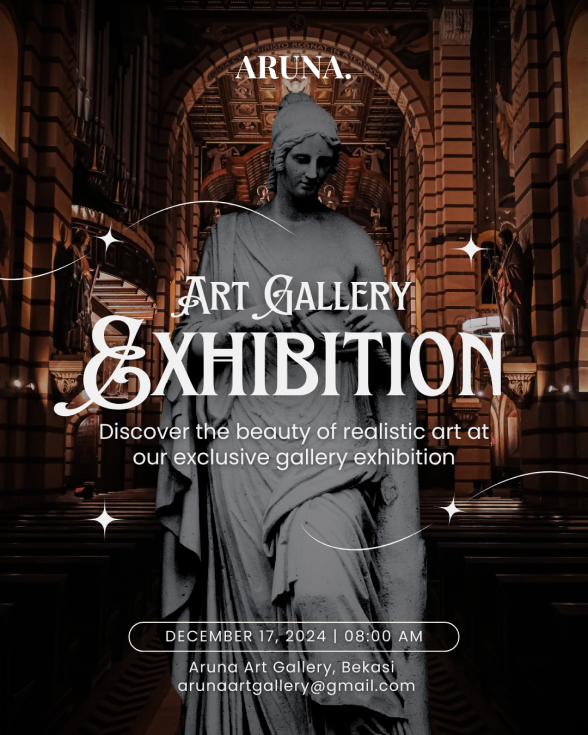 ARUNA.
ART GALLERY
EXHIBITION
Discover the beauty of realistic art at
our exclusive gallery exhibition
DECEMBER 17, 2024 | 08:00 AM
Aruna Art Gallery, Bekasi
arunaartgallery@gmail.com